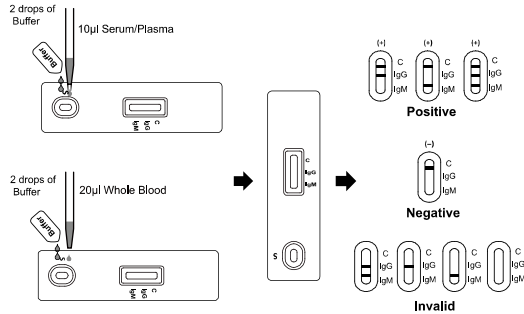 2 drops of
Buffer
10µl Serum/Plasma
Buffer
S
C
IgG
IgM
2 drops of
Buffer
20µl Whole Blood
Buffer
S
C
IgG
IgM
C
IgG
IgM
S
(+) (+) (+)
C C C
IgG IgG IgG
IgM IgM IgM
Positive
(−)
C
IgG
IgM
Negative
C C C C
IgG IgG IgG IgG
IgM IgM IgM IgM
Invalid